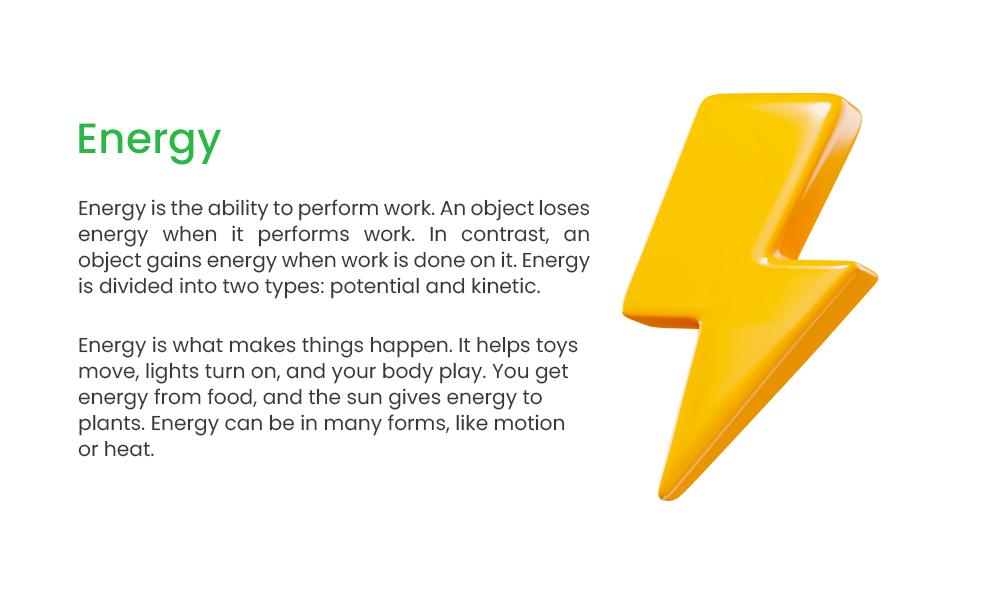 Energy
Energy is the ability to perform work. An object loses
energy when it performs work. In contrast, an
object gains energy when work is done on it. Energy
is divided into two types: potential and kinetic.
Energy is what makes things happen. It helps toys
move, lights turn on, and your body play. You get
energy from food, and the sun gives energy to
plants. Energy can be in many forms, like motion
or heat.